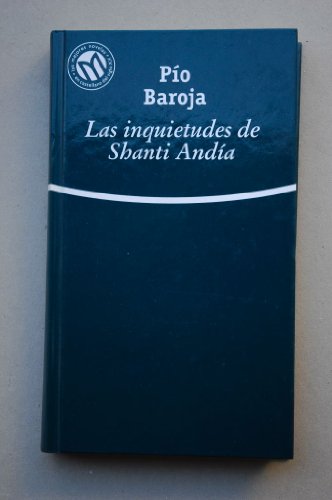 Pío
Baroja
Las inquietudes de
Shanti Andía